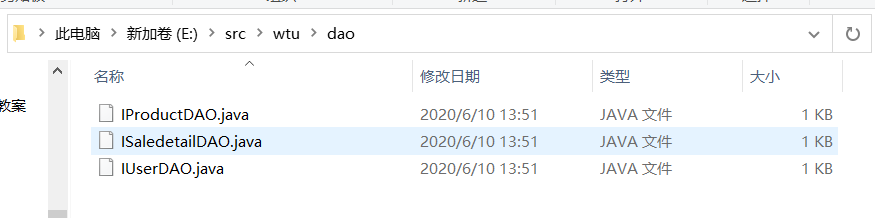 此电脑 新加卷 (E:) src wtu dao
名称 修改日期 类型 大小
教案
IProductDAO.java 2020/6/10 13:51 JAVA 文件 1 KB
ISaledetailDAO.java 2020/6/10 13:51 JAVA 文件 1 KB
IUserDAO.java 2020/6/10 13:51 JAVA 文件 1 KB